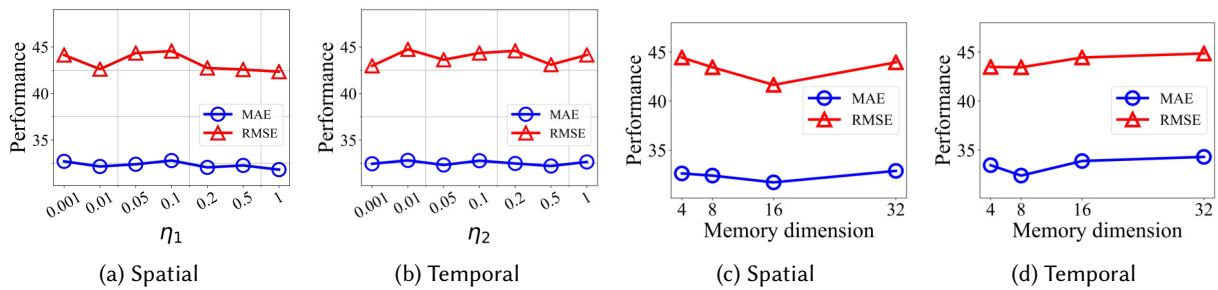 Performance
45
35
MAE
RMSE
0.001
0.01
0.05
0.1
0.2
0.5
1
η1
(a) Spatial
Performance
45
35
MAE
RMSE
0.001
0.01
0.05
0.1
0.2
0.5
1
η2
(b) Temporal
Performance
45
40
35
MAE
RMSE
4
8
16
32
Memory dimension
(c) Spatial
Performance
45
40
35
MAE
RMSE
4
8
16
32
Memory dimension
(d) Temporal